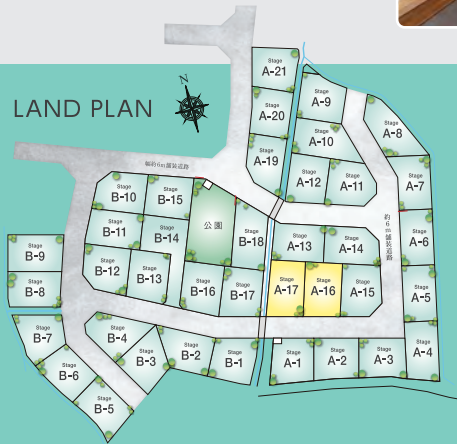 LAND PLAN
N
Stage
A-21
Stage
A-20
Stage
A-19
Stage
A-9
Stage
A-10
Stage
A-12
Stage
A-11
Stage
A-8
Stage
A-7
Stage
A-6
Stage
A-5
Stage
A-4
約6m舗装道路
幅約6m舗装道路
Stage
B-10
Stage
B-15
Stage
B-11
Stage
B-14
Stage
B-12
Stage
B-13
公園
Stage
B-18
Stage
B-16
Stage
B-17
Stage
A-13
Stage
A-14
Stage
A-17
Stage
A-16
Stage
A-15
Stage
B-9
Stage
B-8
Stage
B-7
Stage
B-6
Stage
B-5
Stage
B-4
Stage
B-3
Stage
B-2
Stage
B-1
Stage
A-1
Stage
A-2
Stage
A-3